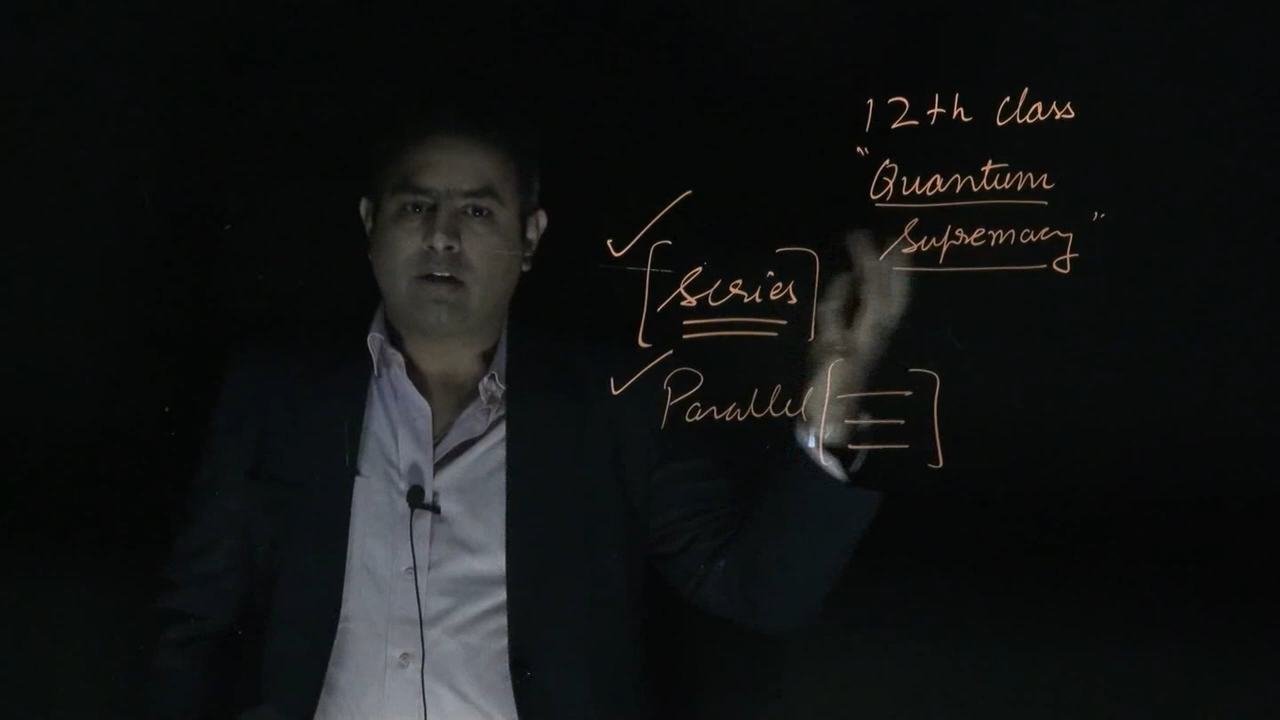 12th class
"Quantum
Supremacy"
[Series]
Parallel [ ]